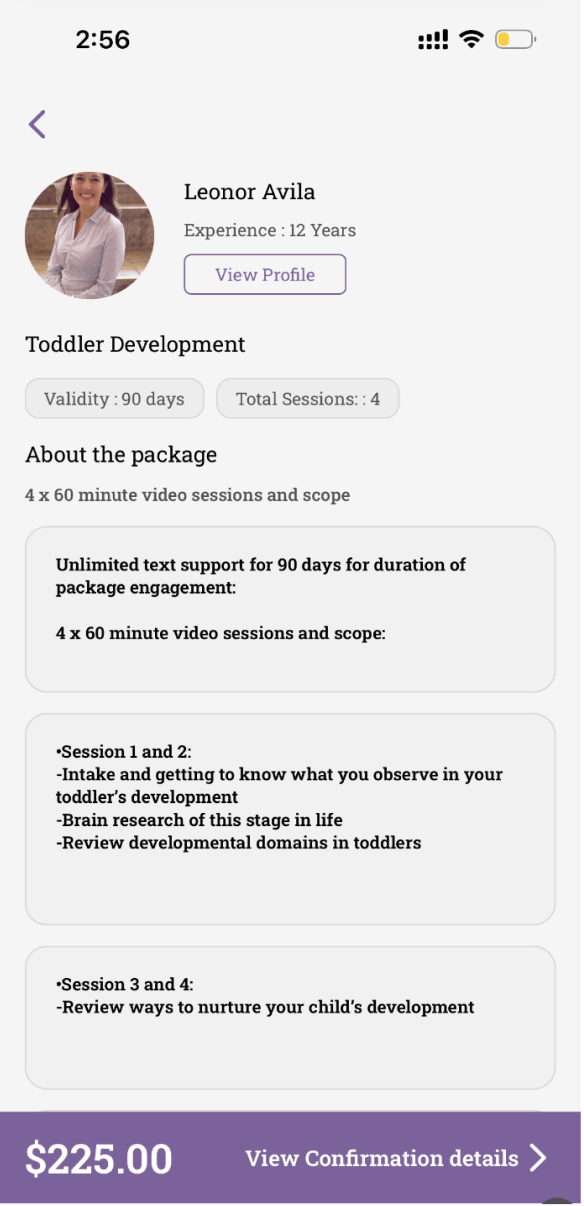 2:56
Leonor Avila
Experience : 12 Years
View Profile
Toddler Development
Validity : 90 days
Total Sessions: : 4
About the package
4 x 60 minute video sessions and scope
Unlimited text support for 90 days for duration of
package engagement:
4 x 60 minute video sessions and scope:
•Session 1 and 2:
-Intake and getting to know what you observe in your
toddler’s development
-Brain research of this stage in life
-Review developmental domains in toddlers
•Session 3 and 4:
-Review ways to nurture your child’s development
$225.00
View Confirmation details